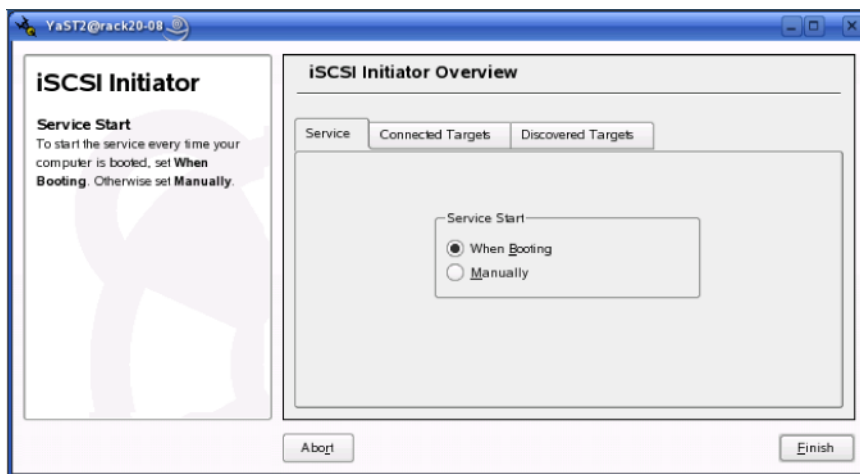 YaST2@rack20-08
iSCSI Initiator
Service Start
To start the service every time your
computer is booted, set When
Booting. Otherwise set Manually.
iSCSI Initiator Overview
Service
Connected Targets
Discovered Targets
Service Start
When Booting
Manually
Abort
Finish